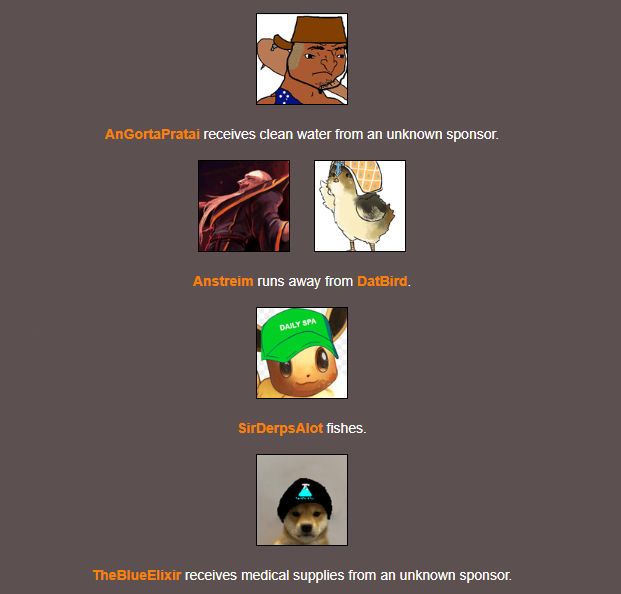 AnGortaPratai receives clean water from an unknown sponsor.
Anstreim runs away from DatBird.
DAILY SPA
SirDerpsAlot fishes.
TheBlueElixir receives medical supplies from an unknown sponsor.